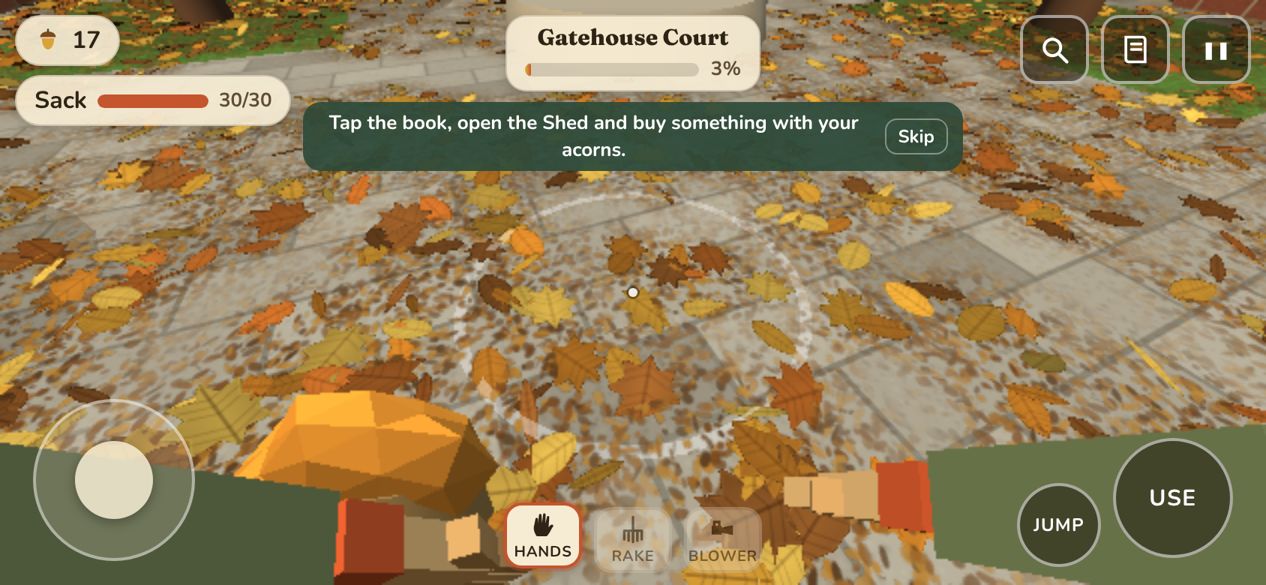 17
Gatehouse Court
3%
Sack 30/30
Tap the book, open the Shed and buy something with your
acorns.
Skip
USE
JUMP
HANDS
RAKE
BLOWER